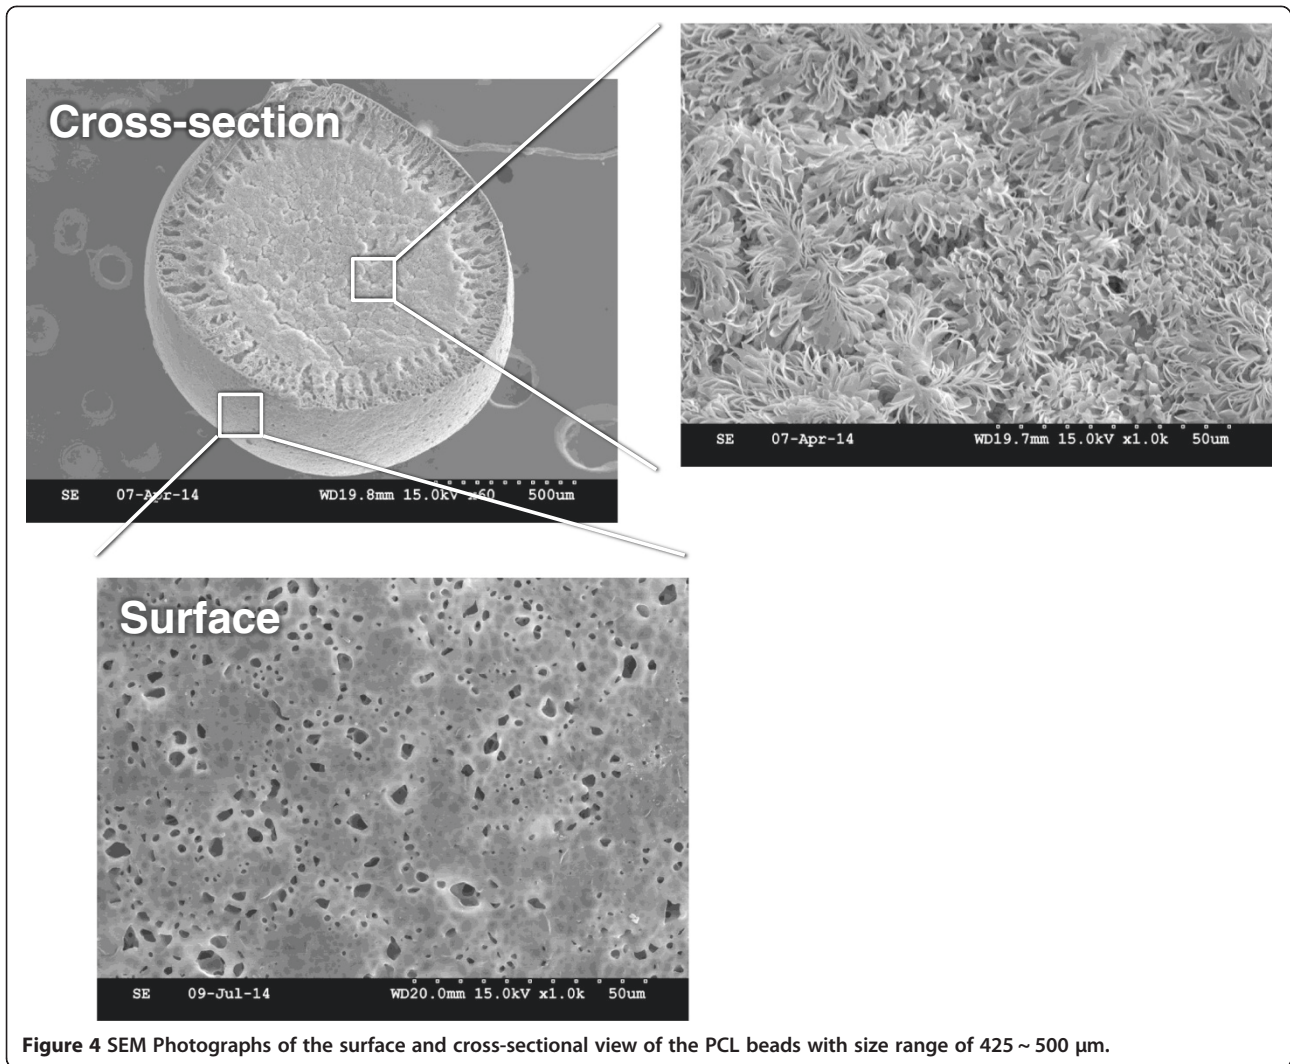 Cross-section
SE 07-Apr-14 WD19.8mm 15.0kV x60 500um
SE 07-Apr-14 WD19.7mm 15.0kV x1.0k 50um
Surface
SE 09-Jul-14 WD20.0mm 15.0kV x1.0k 50um
Figure 4 SEM Photographs of the surface and cross-sectional view of the PCL beads with size range of 425 ~ 500 μm.